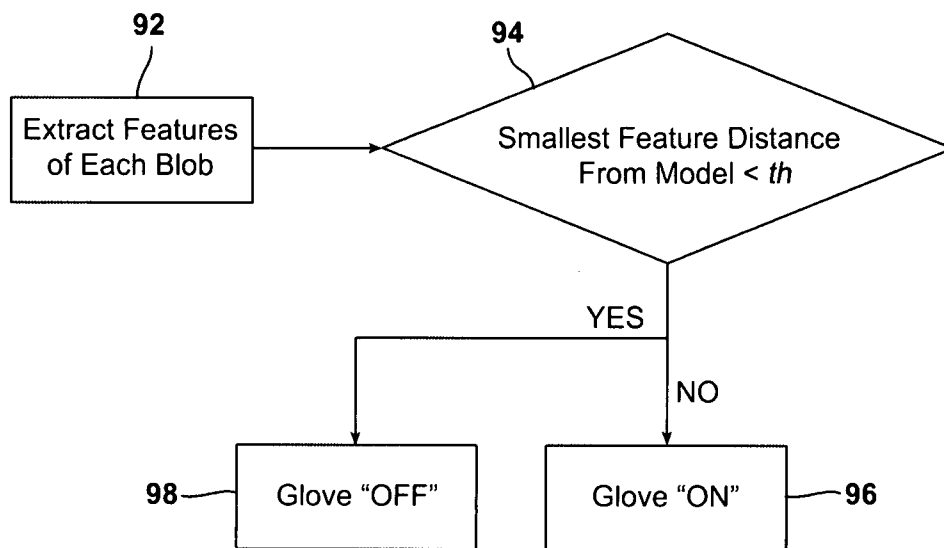 92
94
Extract Features
of Each Blob
Smallest Feature Distance
From Model < th
YES
NO
98
Glove “OFF”
Glove “ON”
96